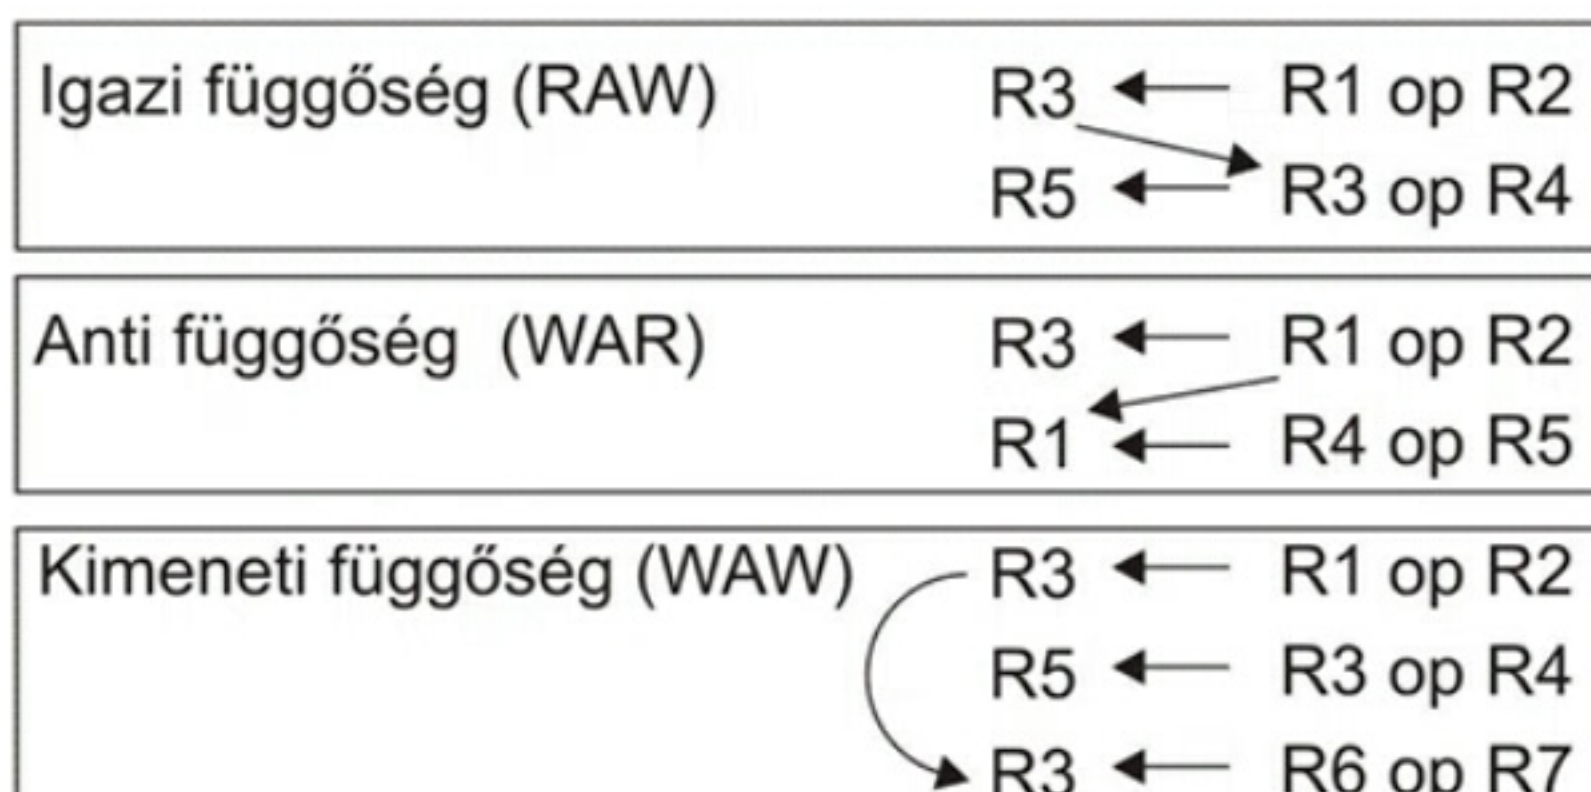 Igazi függőség (RAW) R3 R1 op R2
R5 R3 op R4
Anti függőség (WAR) R3 R1 op R2
R1 R4 op R5
Kimeneti függőség (WAW) R3 R1 op R2
R5 R3 op R4
R3 R6 op R7